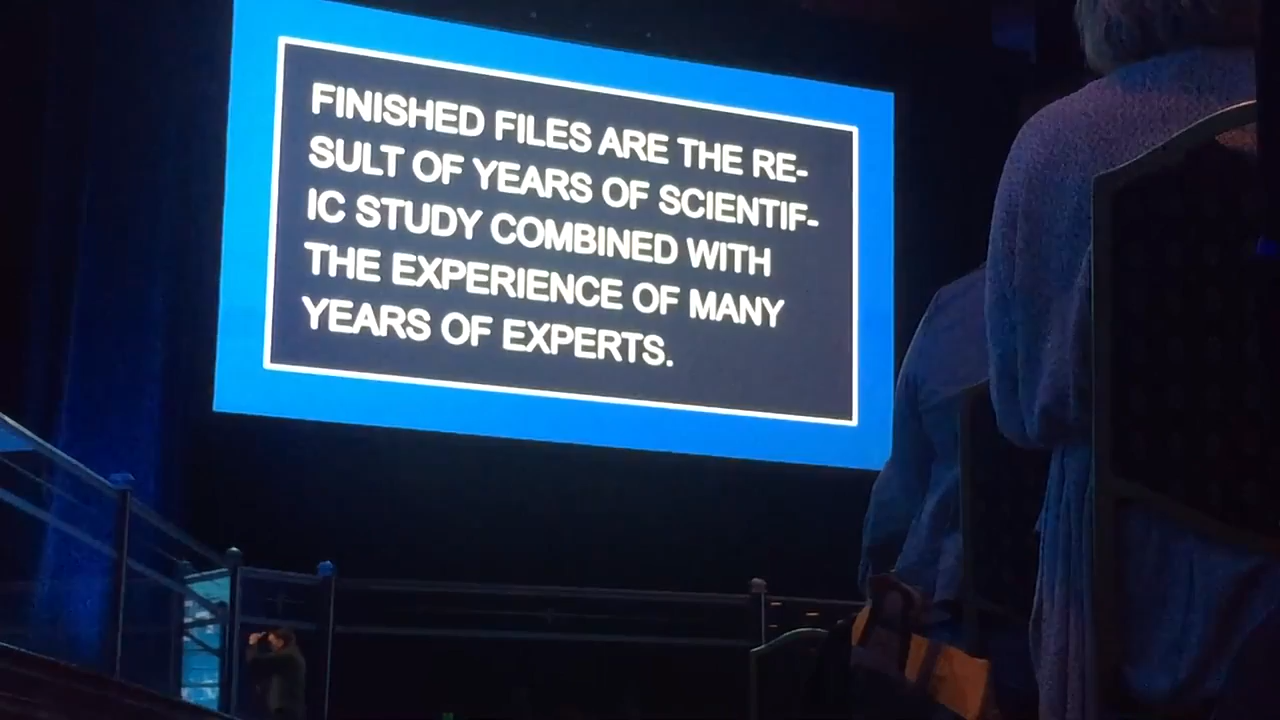 FINISHED FILES ARE THE RE-
SULT OF YEARS OF SCIENTIF-
IC STUDY COMBINED WITH
THE EXPERIENCE OF MANY
YEARS OF EXPERTS.